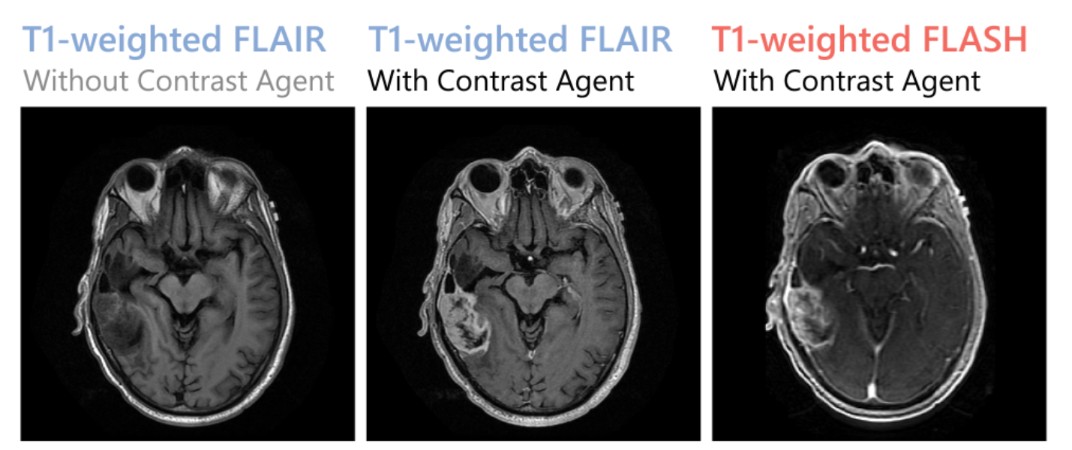 T1-weighted FLAIR
Without Contrast Agent
T1-weighted FLAIR
With Contrast Agent
T1-weighted FLASH
With Contrast Agent